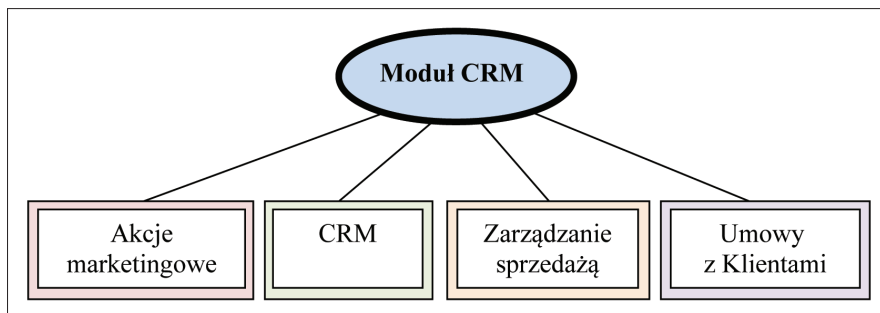 Moduł CRM
Akcje
marketingowe
CRM
Zarządzanie
sprzedażą
Umowy
z Klientami